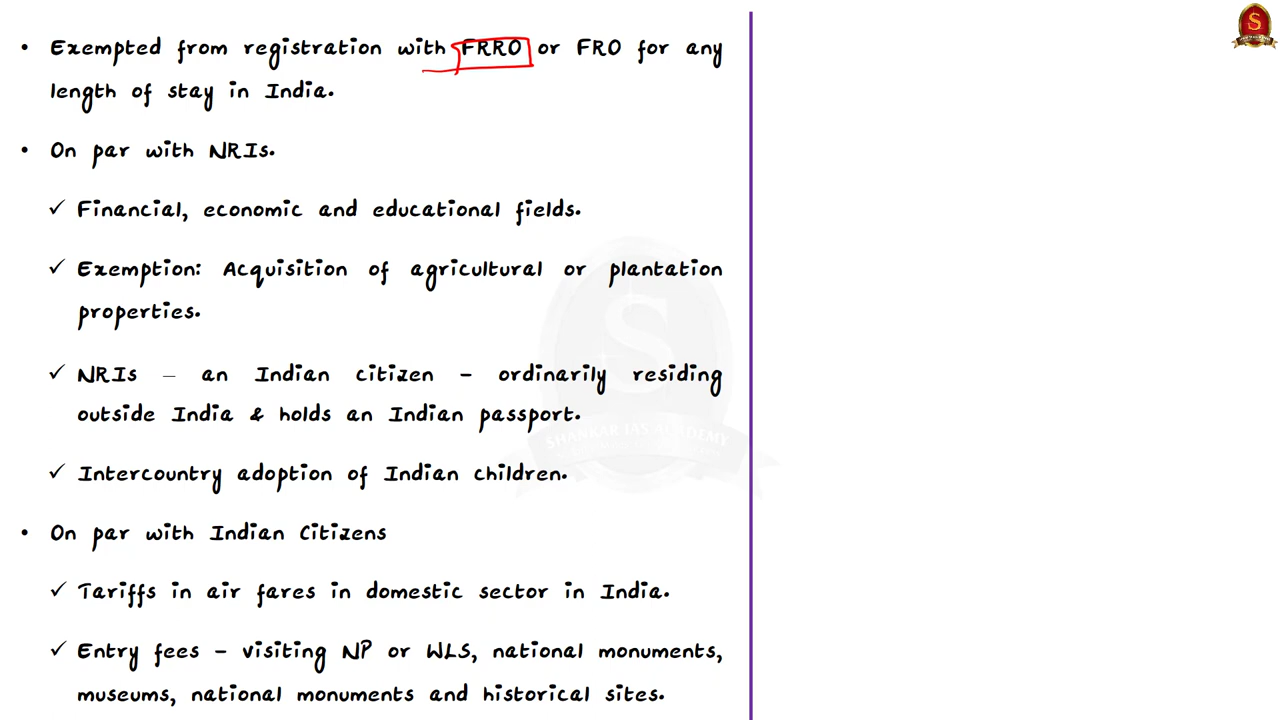 • Exempted from registration with FRRO or FRO for any
length of stay in India.
• On par with NRIs.
✓ Financial, economic and educational fields.
✓ Exemption: Acquisition of agricultural or plantation
properties.
✓ NRIs – an Indian citizen - ordinarily residing
outside India & holds an Indian passport.
✓ Intercountry adoption of Indian children.
• On par with Indian Citizens
✓ Tariffs in air fares in domestic sector in India.
✓ Entry fees - visiting NP or WLS, national monuments,
museums, national monuments and historical sites.
S
SHANKAR IAS ACADEMY
S